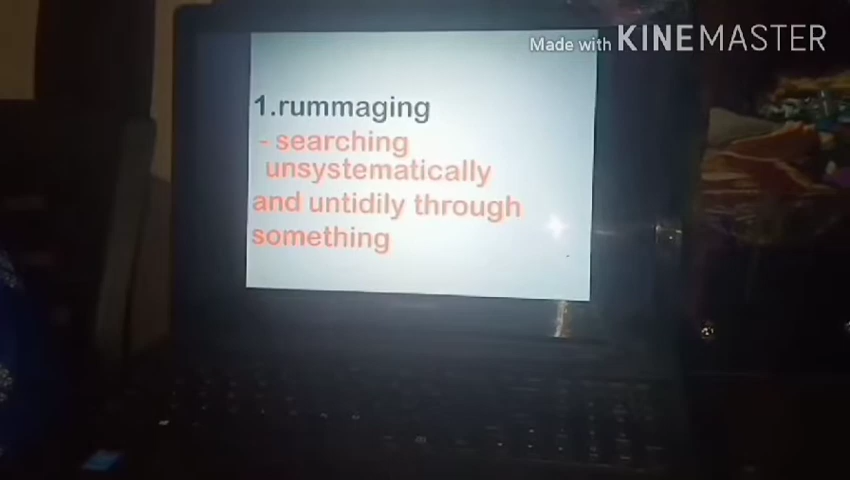 Made with KINEMASTER
1.rummaging
- searching
unsystematically
and untidily through
something